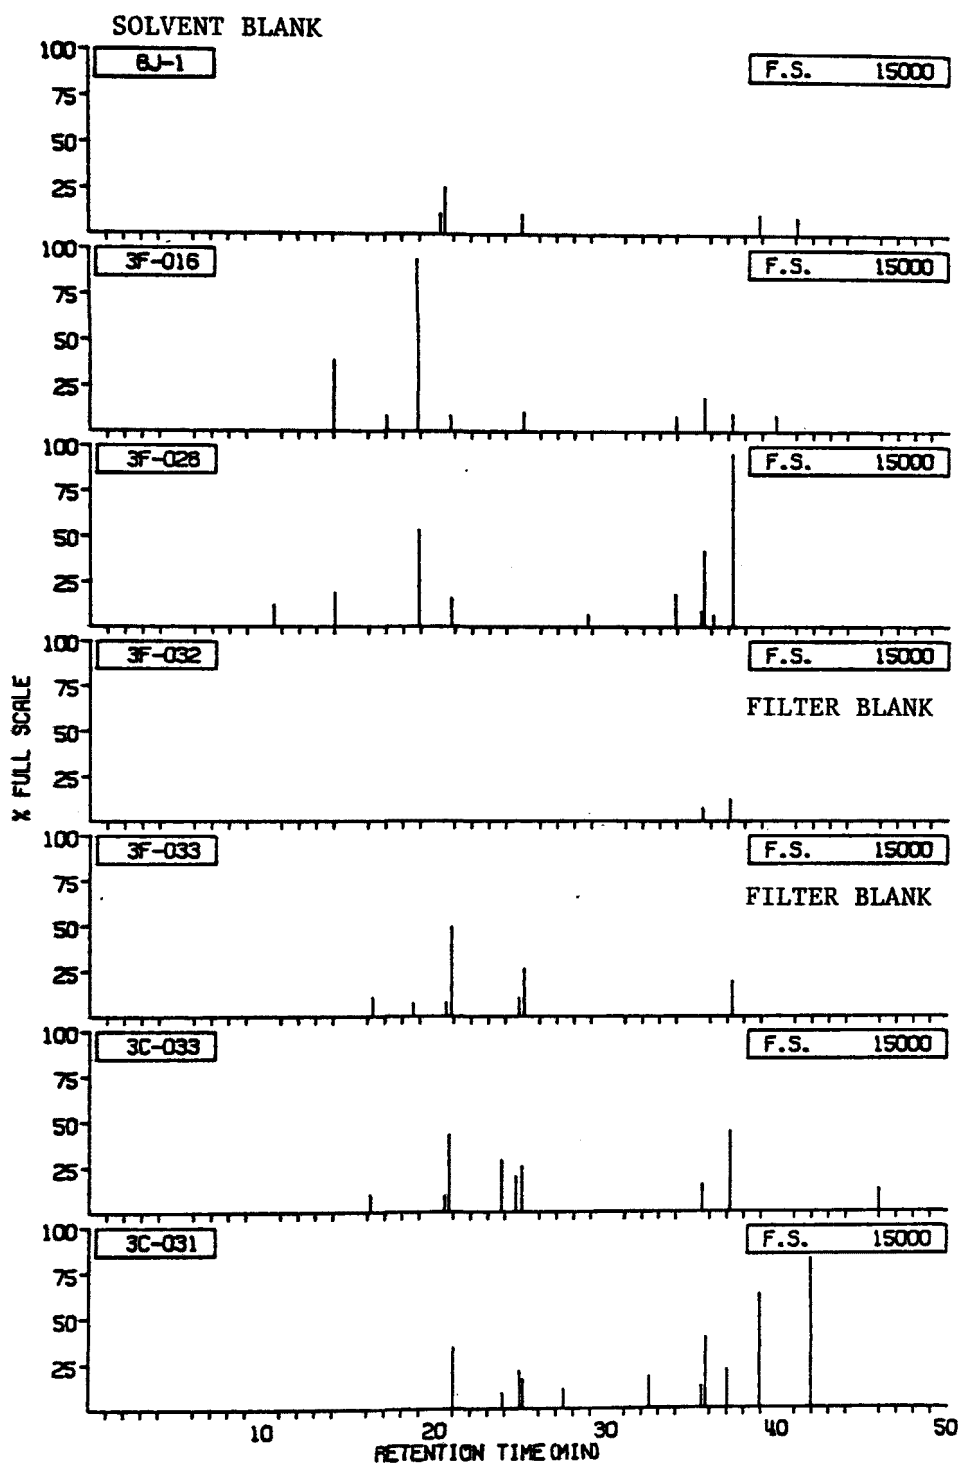 SOLVENT BLANK
100 6J-1 F.S. 15000
75
50
25
100 3F-016 F.S. 15000
75
50
25
100 3F-026 F.S. 15000
75
50
25
100 3F-032 F.S. 15000
75
FILTER BLANK
50
25
% FULL SCALE
100 3F-033 F.S. 15000
75
FILTER BLANK
50
25
100 3C-033 F.S. 15000
75
50
25
100 3C-031 F.S. 15000
75
50
25
10 20 30 40 50
RETENTION TIME (MIN)